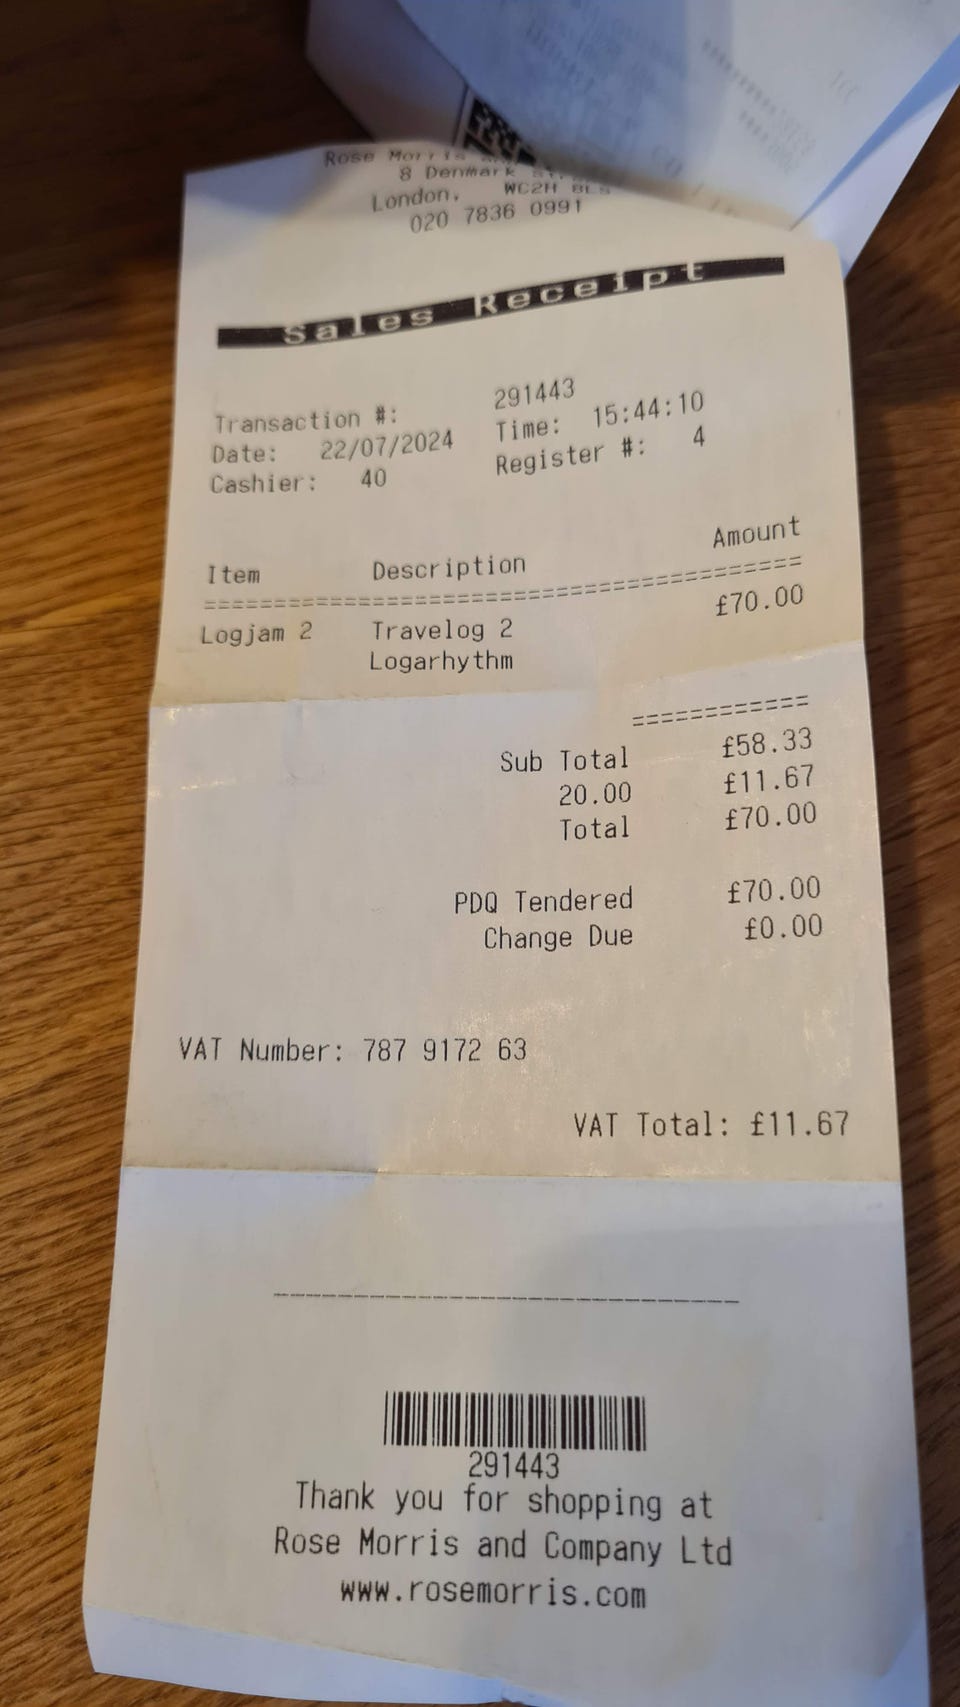 Rose Morris and
8 Denmark St
London, WC2H 8LS
020 7836 0991
Sales Receipt
Transaction #: 291443
Date: 22/07/2024 Time: 15:44:10
Cashier: 40 Register #: 4
Item Description Amount
==========================================
Logjam 2 Travelog 2 £70.00
Logarhythm
============
Sub Total £58.33
20.00 £11.67
Total £70.00
PDQ Tendered £70.00
Change Due £0.00
VAT Number: 787 9172 63
VAT Total: £11.67
291443
Thank you for shopping at
Rose Morris and Company Ltd
www.rosemorris.com